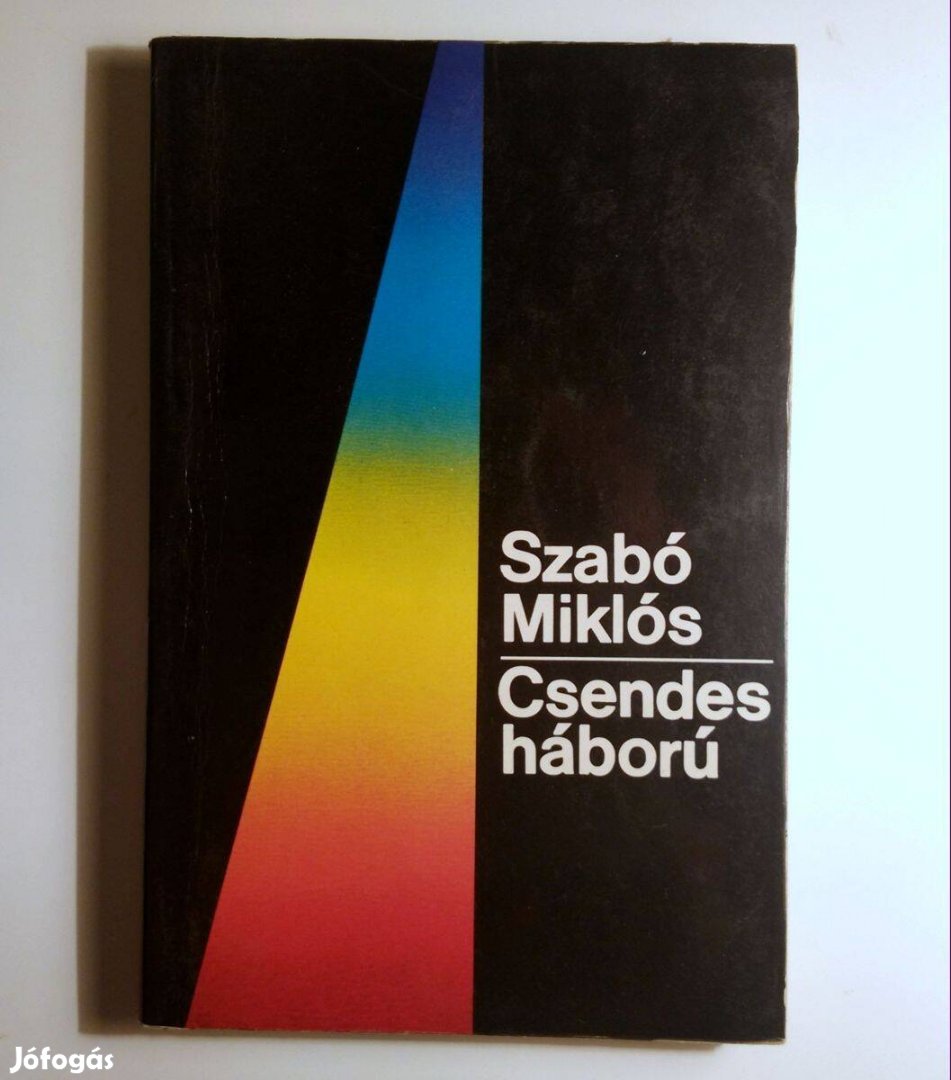 Szabó
Miklós
Csendes
háború
Jófogás